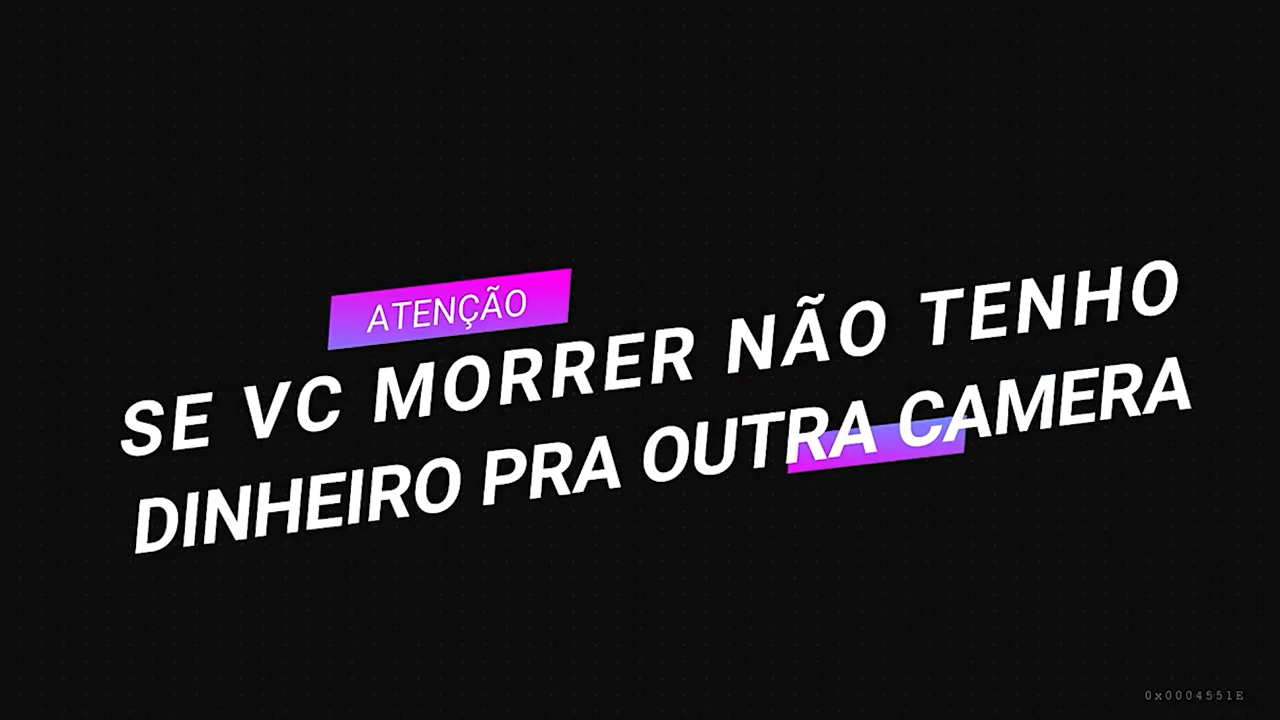 ATENÇÃO
SE VC MORRER NÃO TENHO
DINHEIRO PRA OUTRA CAMERA
0x0004551E